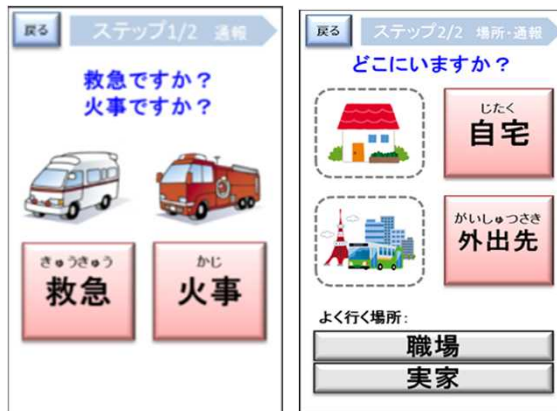 戻る
ステップ1/2 通報
救急ですか？
火事ですか？
きゅうきゅう
救急
かじ
火事
戻る
ステップ2/2 場所・通報
どこにいますか？
じたく
自宅
がいしゅつさき
外出先
よく行く場所:
職場
実家